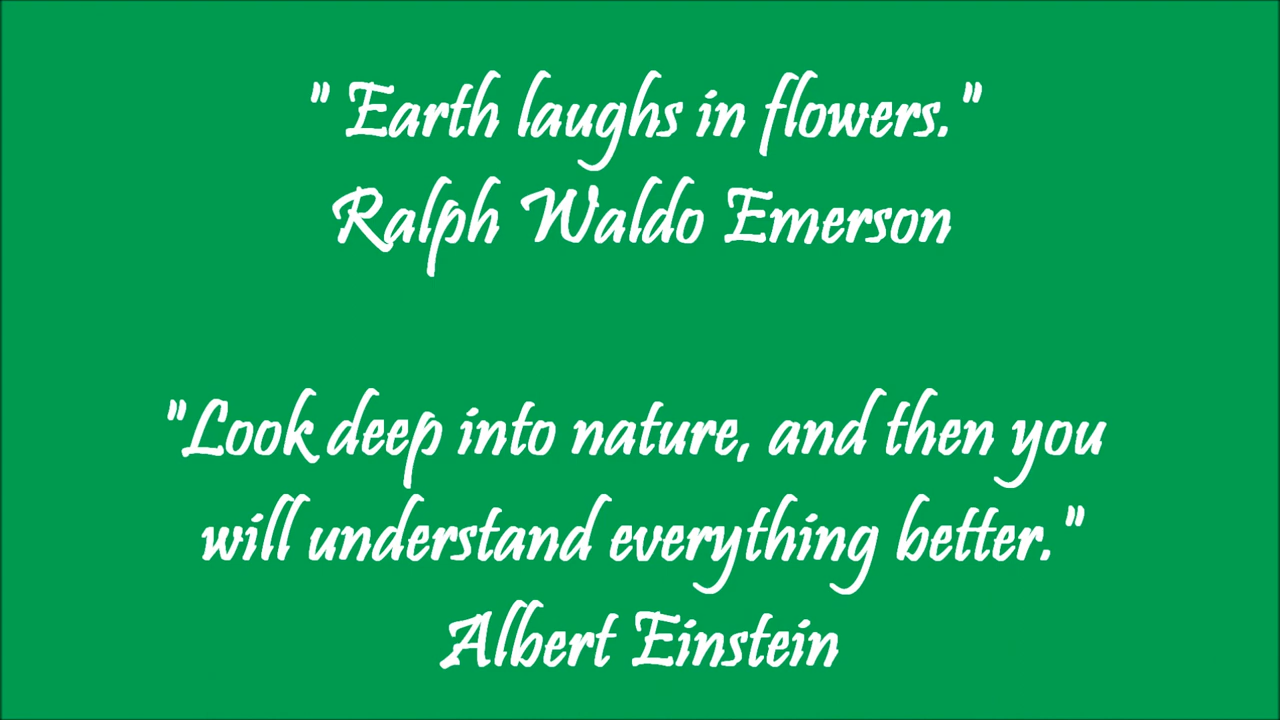 " Earth laughs in flowers."
Ralph Waldo Emerson
"Look deep into nature, and then you
will understand everything better."
Albert Einstein